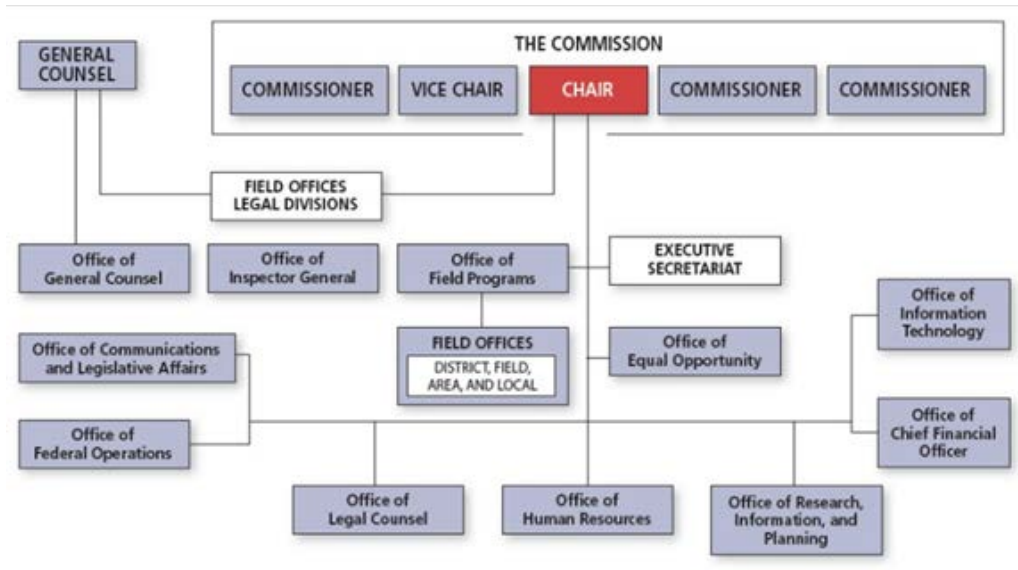 GENERAL
COUNSEL
THE COMMISSION
COMMISSIONER
VICE CHAIR
CHAIR
COMMISSIONER
COMMISSIONER
FIELD OFFICES
LEGAL DIVISIONS
Office of
General Counsel
Office of
Inspector General
Office of
Field Programs
EXECUTIVE
SECRETARIAT
Office of
Information
Technology
Office of Communications
and Legislative Affairs
FIELD OFFICES
DISTRICT, FIELD,
AREA, AND LOCAL
Office of
Equal Opportunity
Office of
Federal Operations
Office of
Chief Financial
Officer
Office of
Legal Counsel
Office of
Human Resources
Office of Research,
Information, and
Planning